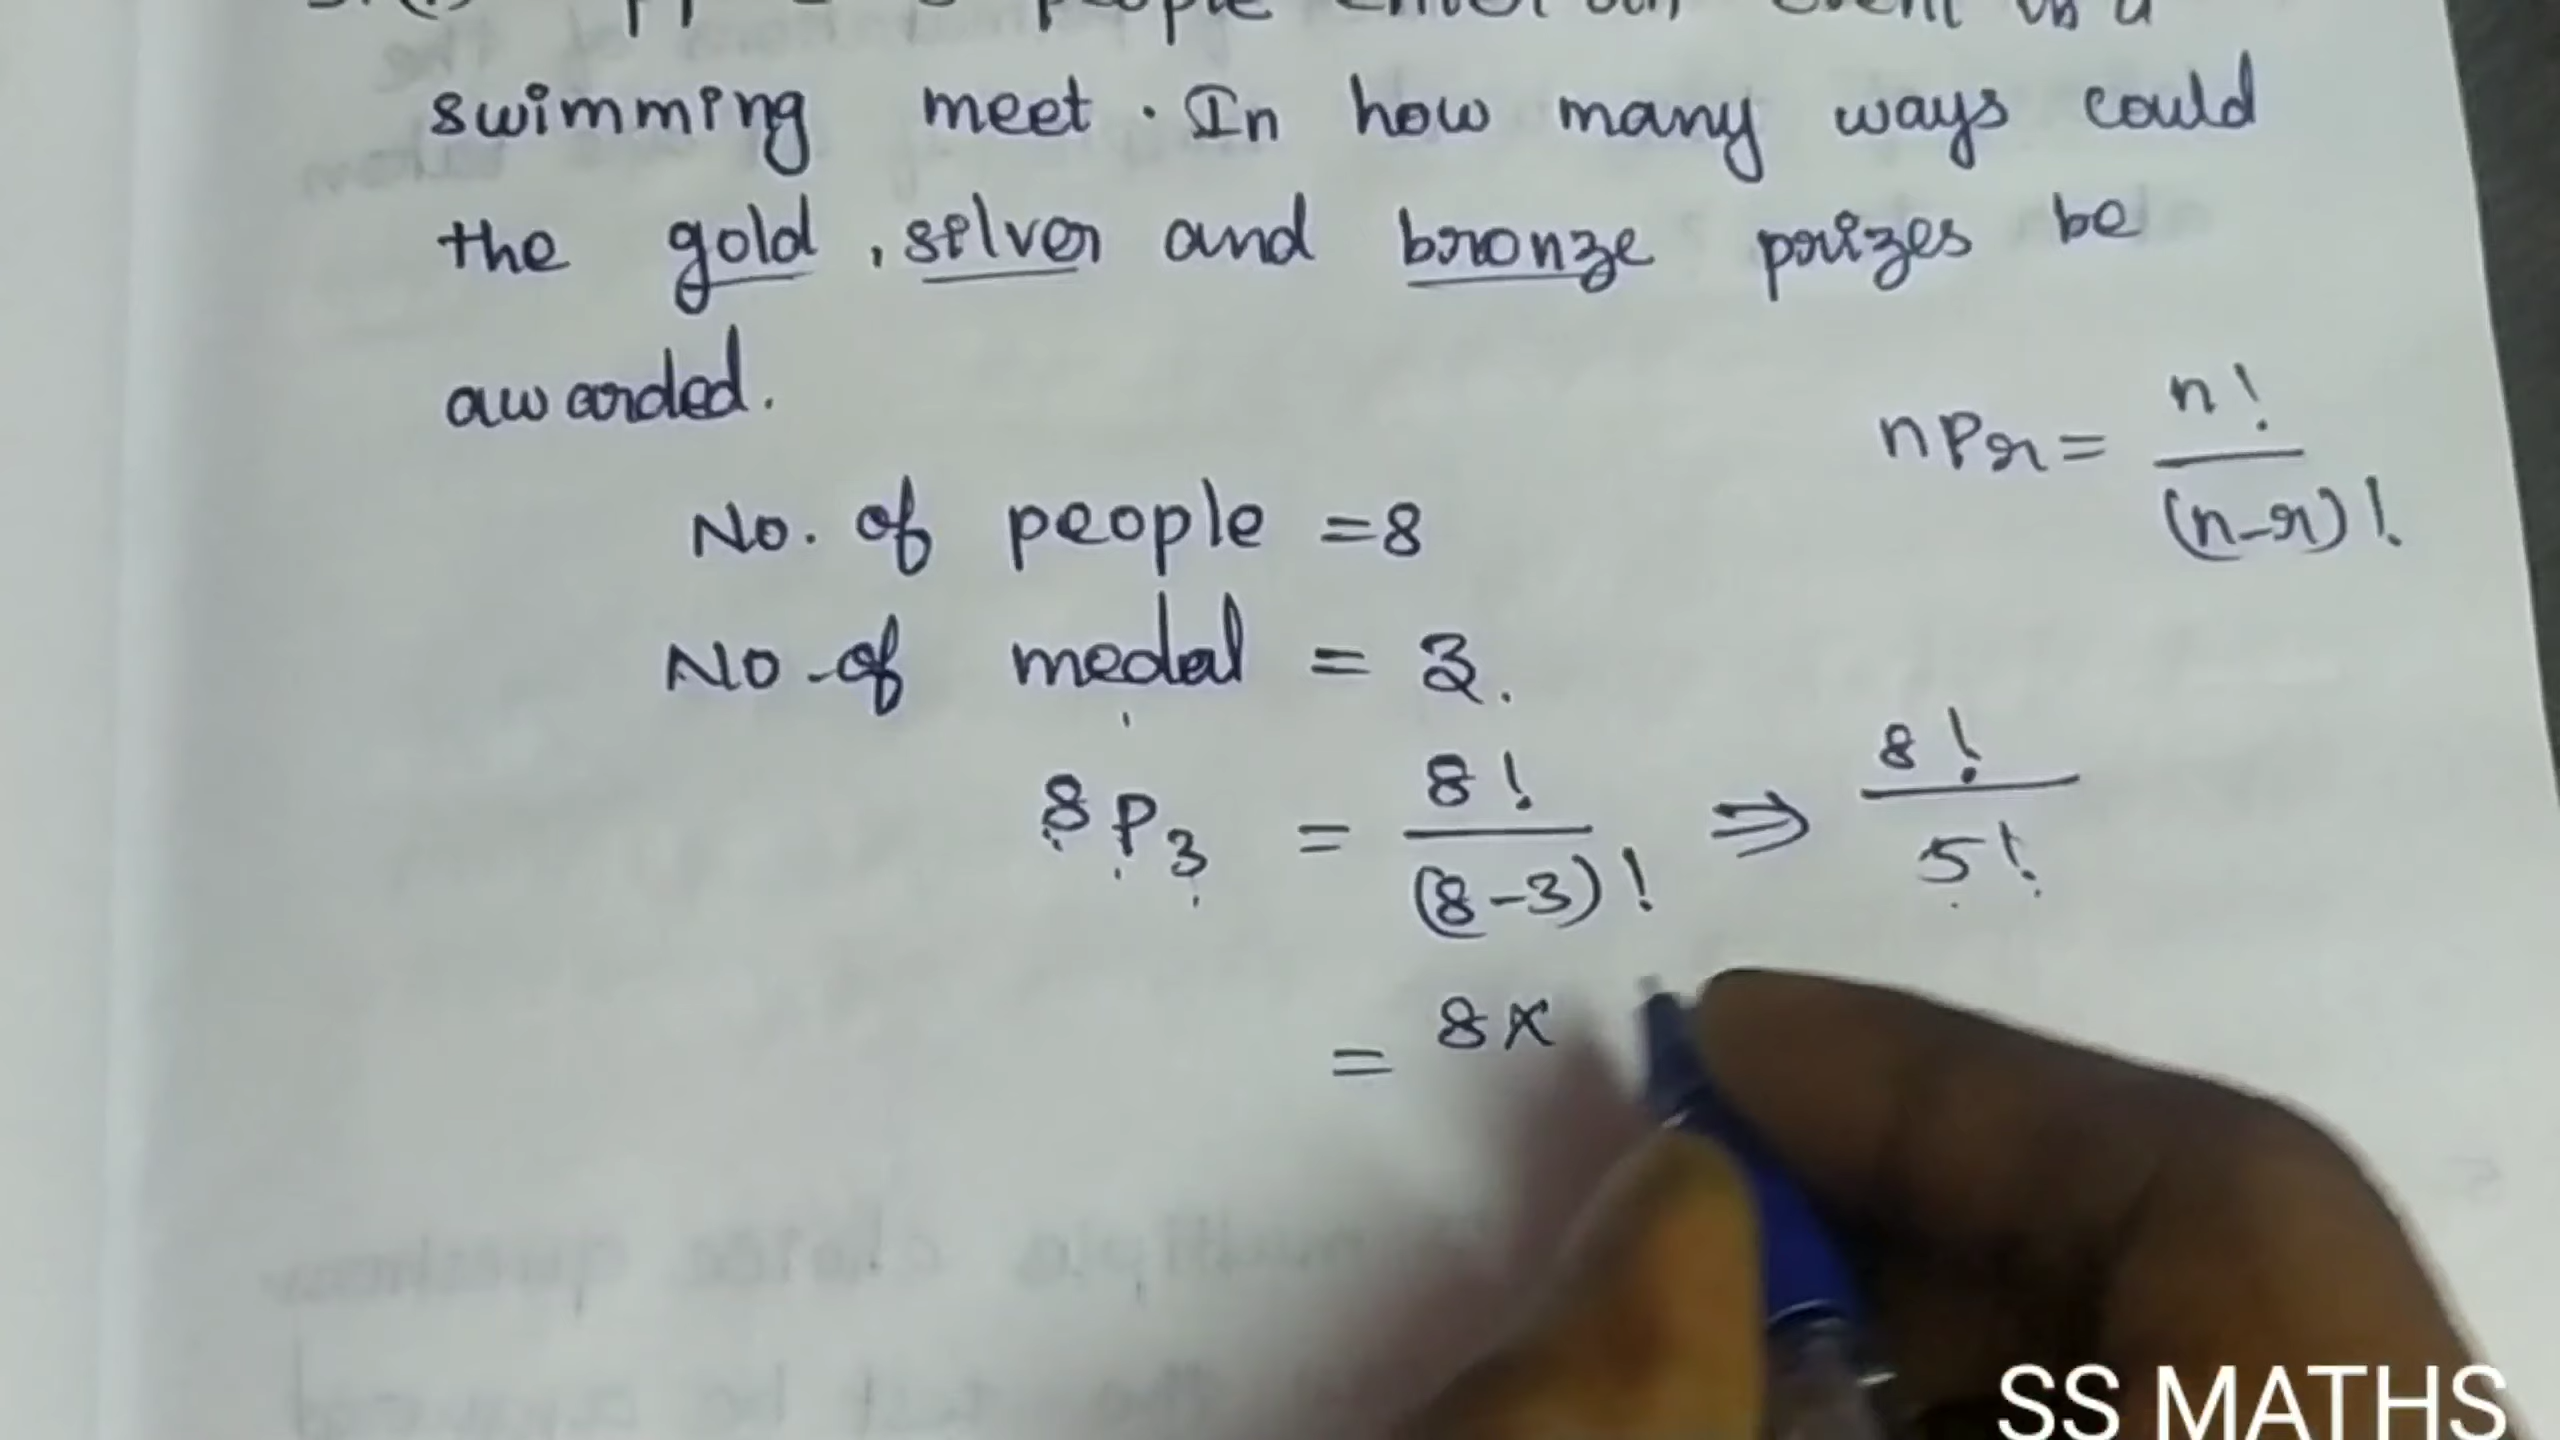 people
swimming meet. In how many ways could
the gold, silver and bronze prizes be
awarded.
nPr = n! / (n-r)!
No. of people = 8
No. of medal = 3.
8P3 = 8! / (8-3)! ⇒ 8! / 5!
= 8×
SS MATHS